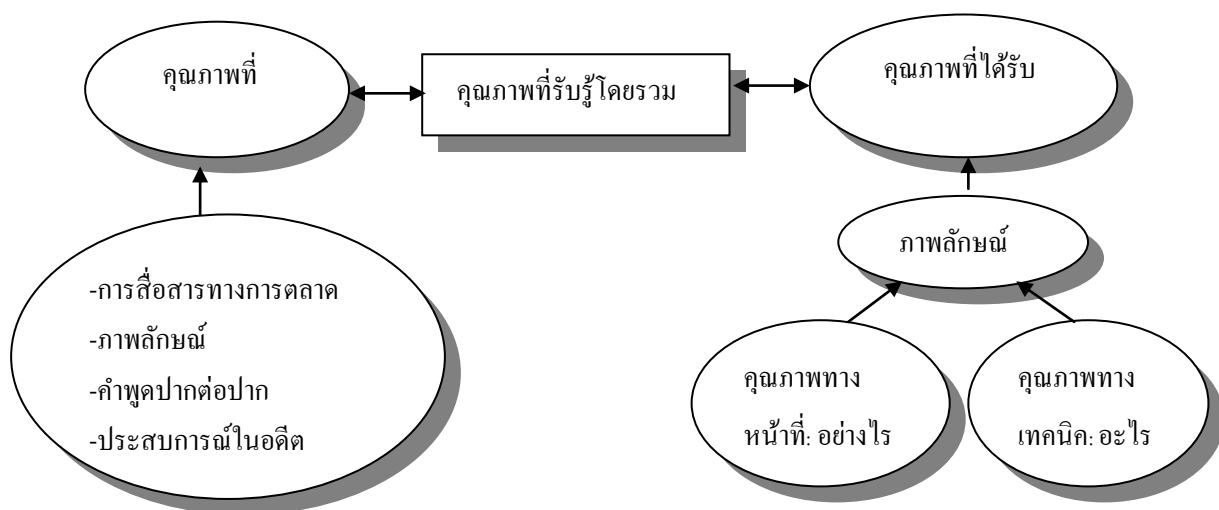 คุณภาพที่
คุณภาพที่รับรู้โดยรวม
คุณภาพที่ได้รับ
-การสื่อสารทางการตลาด
-ภาพลักษณ์
-คำพูดปากต่อปาก
-ประสบการณ์ในอดีต
ภาพลักษณ์
คุณภาพทาง
หน้าที่: อย่างไร
คุณภาพทาง
เทคนิค: อะไร